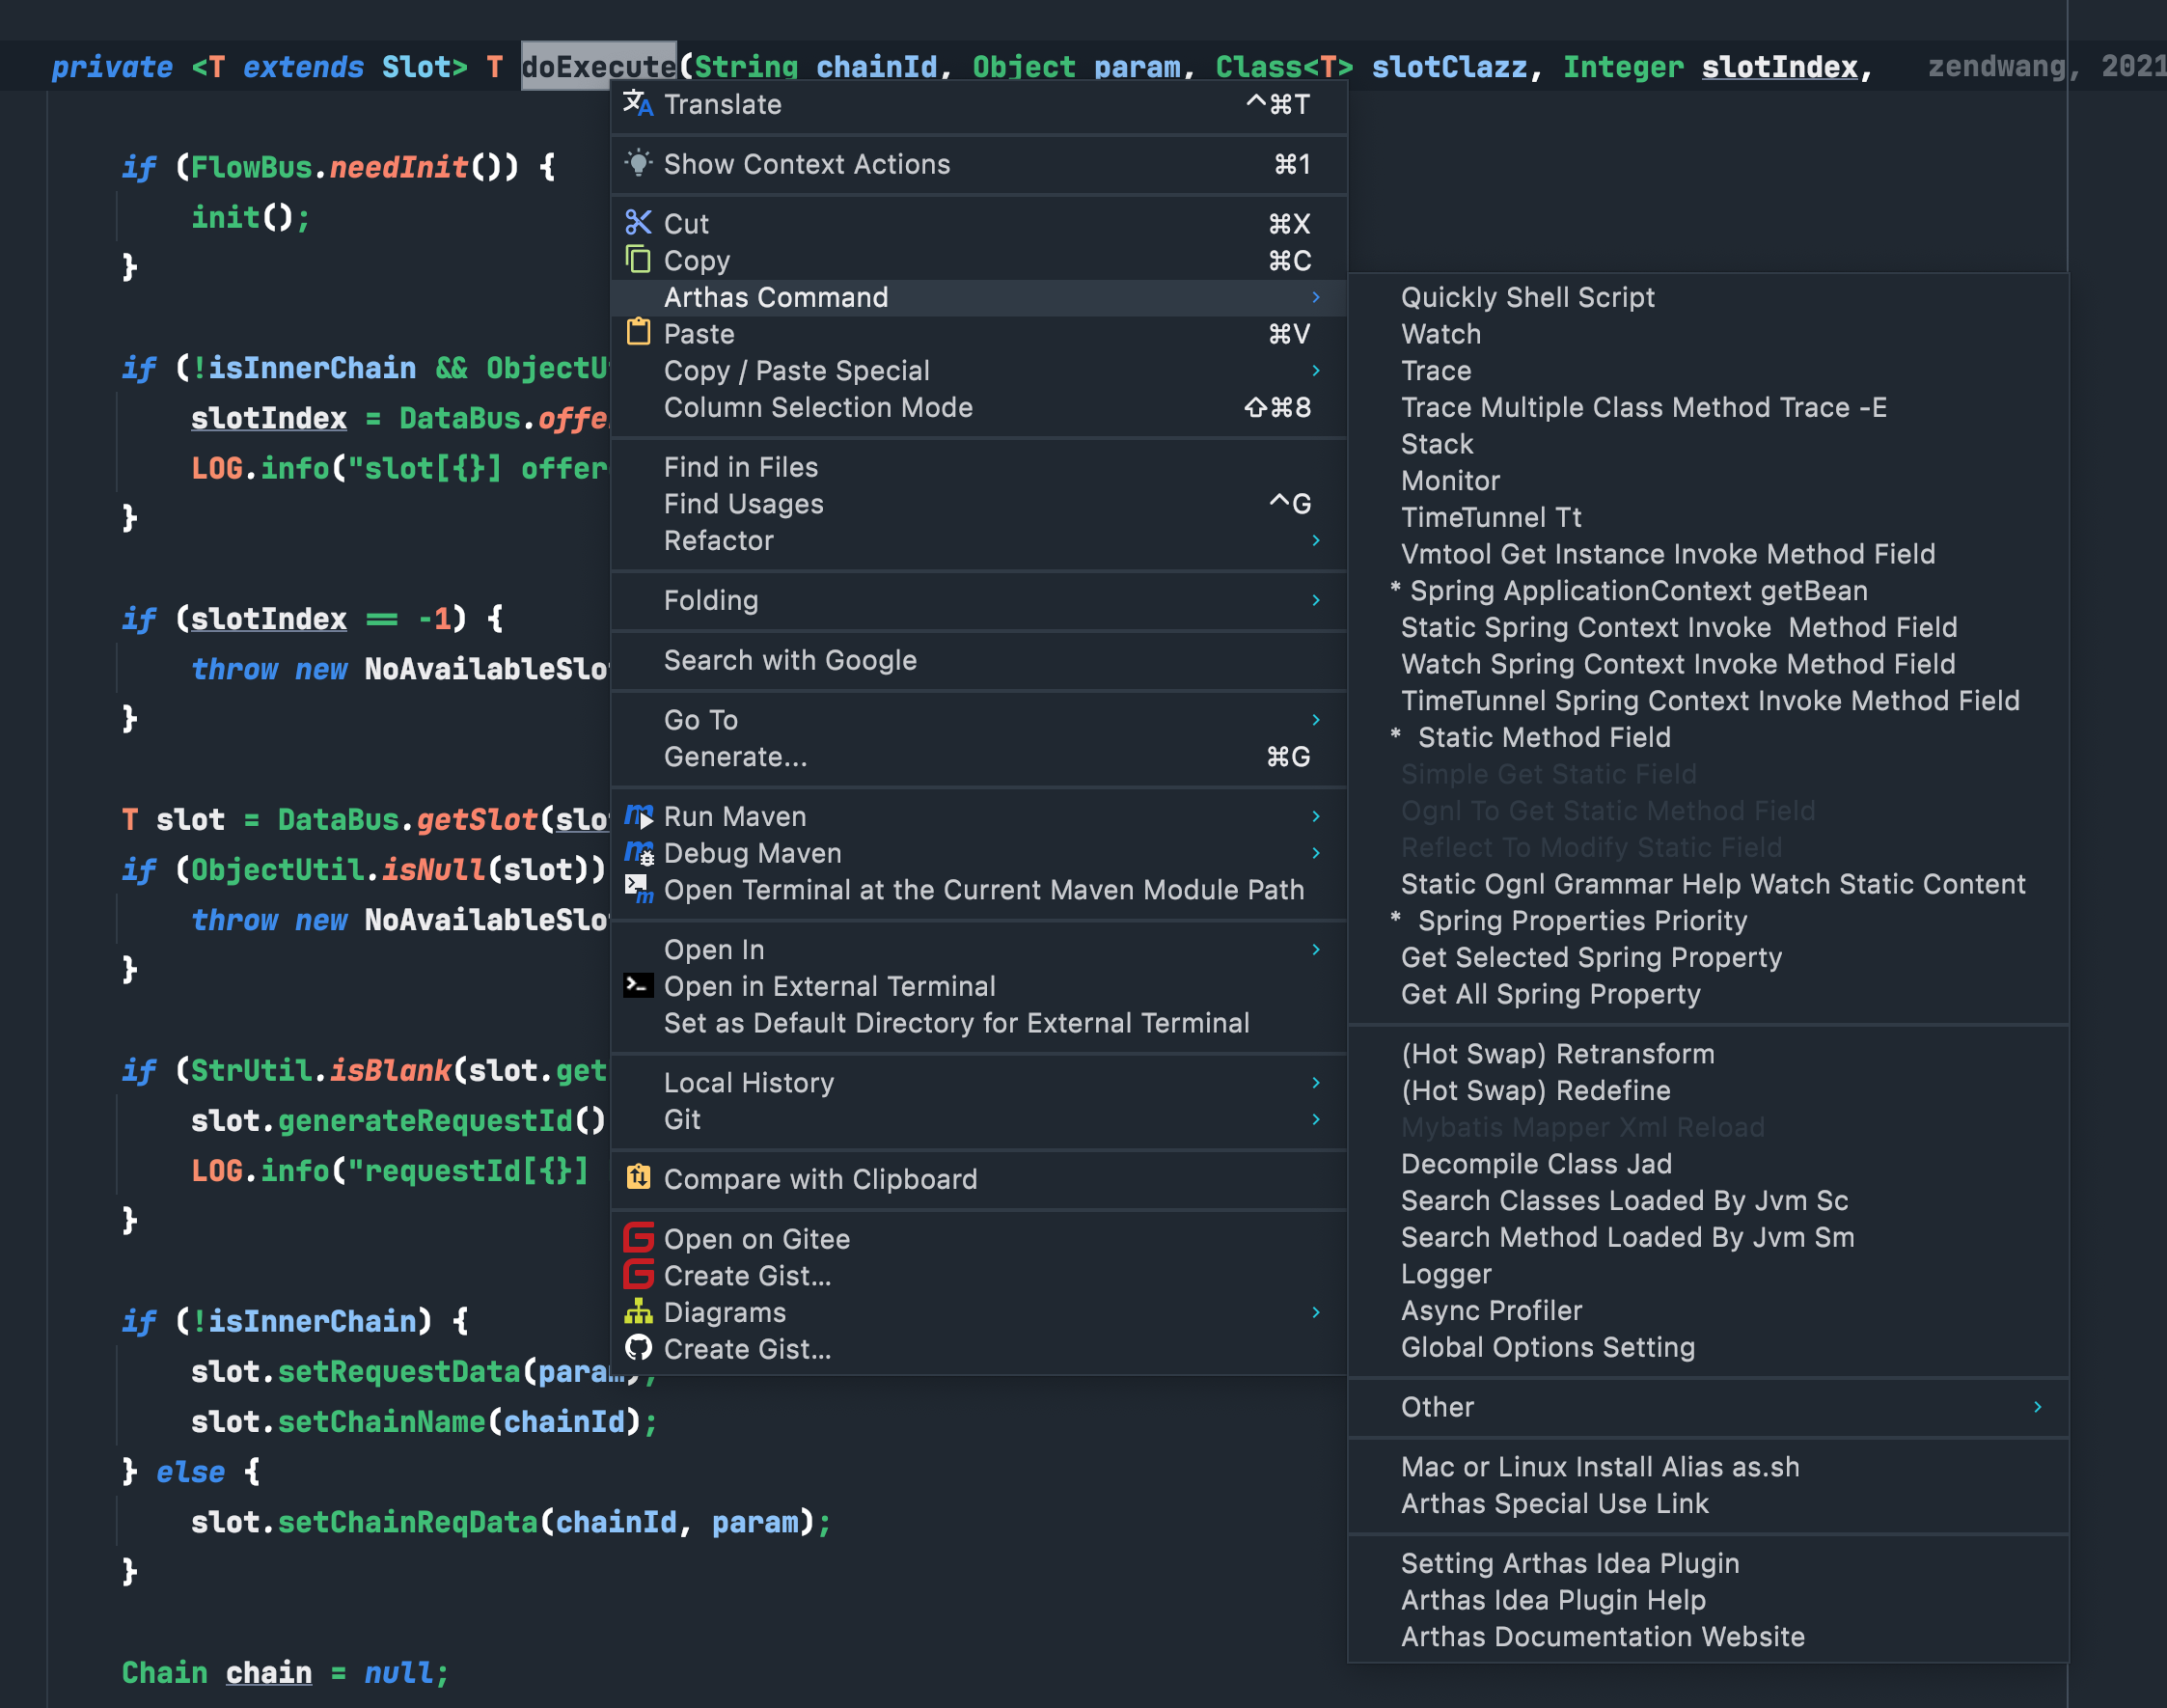 private <T extends Slot> T doExecute(String chainId, Object param, Class<T> slotClazz, Integer slotIndex, zendwang, 2021
if (FlowBus.needInit()) {
init();
}
if (!isInnerChain && ObjectU
slotIndex = DataBus.offe
LOG.info("slot[{}] offer
}
if (slotIndex == -1) {
throw new NoAvailableSlo
}
T slot = DataBus.getSlot(slo
if (ObjectUtil.isNull(slot))
throw new NoAvailableSlo
}
if (StrUtil.isBlank(slot.get
slot.generateRequestId()
LOG.info("requestId[{}]
}
if (!isInnerChain) {
slot.setRequestData(param);
slot.setChainName(chainId);
} else {
slot.setChainReqData(chainId, param);
}
Chain chain = null;
Translate ^⌘T
Show Context Actions ⌘1
Cut ⌘X
Copy ⌘C
Arthas Command
Paste ⌘V
Copy / Paste Special
Column Selection Mode ⇧⌘8
Find in Files
Find Usages ^G
Refactor
Folding
Search with Google
Go To
Generate... ⌘G
Run Maven
Debug Maven
Open Terminal at the Current Maven Module Path
Open In
Open in External Terminal
Set as Default Directory for External Terminal
Local History
Git
Compare with Clipboard
Open on Gitee
Create Gist...
Diagrams
Create Gist...
Quickly Shell Script
Watch
Trace
Trace Multiple Class Method Trace -E
Stack
Monitor
TimeTunnel Tt
Vmtool Get Instance Invoke Method Field
* Spring ApplicationContext getBean
Static Spring Context Invoke  Method Field
Watch Spring Context Invoke Method Field
TimeTunnel Spring Context Invoke Method Field
*  Static Method Field
Simple Get Static Field
Ognl To Get Static Method Field
Reflect To Modify Static Field
Static Ognl Grammar Help Watch Static Content
*  Spring Properties Priority
Get Selected Spring Property
Get All Spring Property
(Hot Swap) Retransform
(Hot Swap) Redefine
Mybatis Mapper Xml Reload
Decompile Class Jad
Search Classes Loaded By Jvm Sc
Search Method Loaded By Jvm Sm
Logger
Async Profiler
Global Options Setting
Other
Mac or Linux Install Alias as.sh
Arthas Special Use Link
Setting Arthas Idea Plugin
Arthas Idea Plugin Help
Arthas Documentation Website